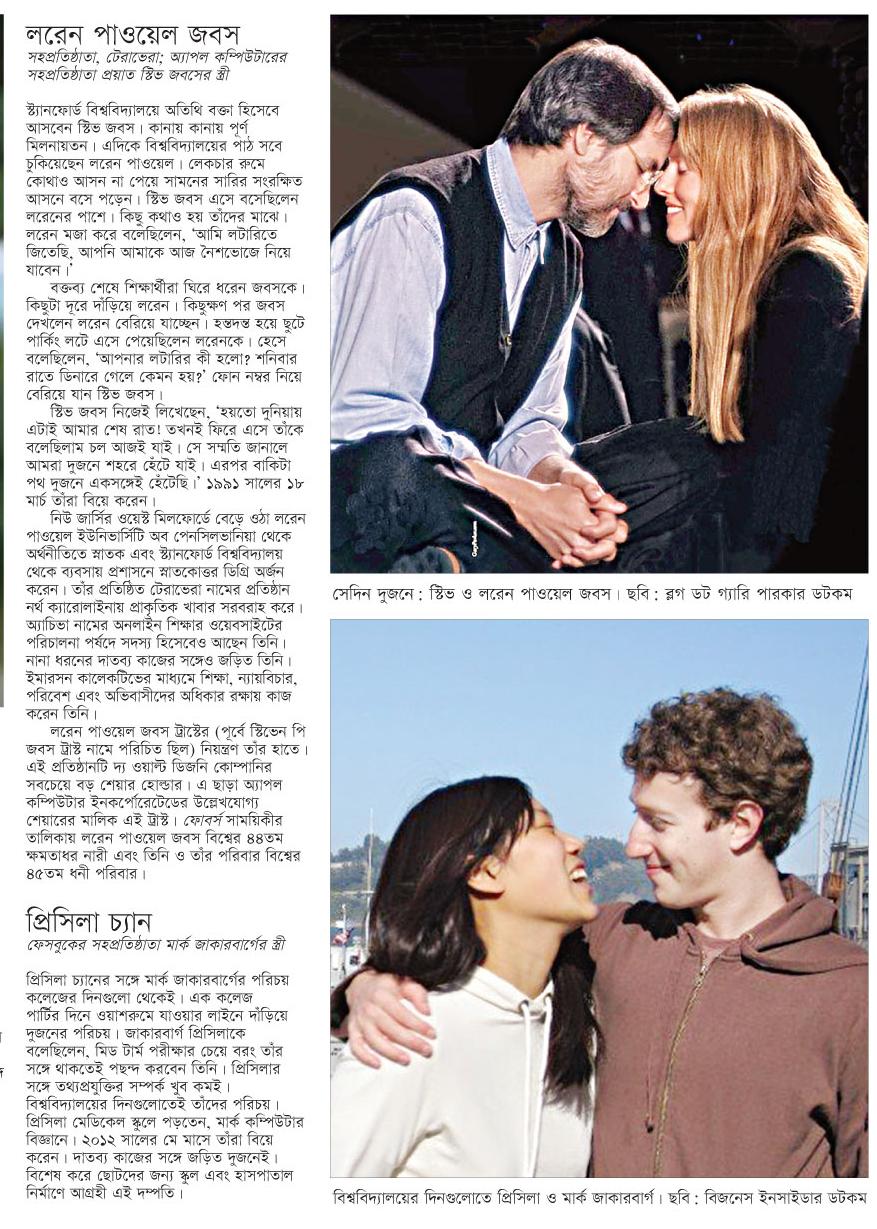 লরেন পাওয়েল জবস
সহপ্রতিষ্ঠাতা, টেরাভেরা; অ্যাপল কম্পিউটারের
সহপ্রতিষ্ঠাতা প্রয়াত স্টিভ জবসের স্ত্রী
স্ট্যানফোর্ড বিশ্ববিদ্যালয়ে অতিথি বক্তা হিসেবে
আসবেন স্টিভ জবস। কানায় কানায় পূর্ণ
মিলনায়তন। এদিকে বিশ্ববিদ্যালয়ের পাঠ সবে
চুকিয়েছেন লরেন পাওয়েল। লেকচার রুমে
কোথাও আসন না পেয়ে সামনের সারির সংরক্ষিত
আসনে বসে পড়েন। স্টিভ জবস এসে বসেছিলেন
লরেনের পাশে। কিছু কথাও হয় তাঁদের মাঝে।
লরেন মজা করে বলেছিলেন, ‘আমি লটারিতে
জিতেছি, আপনি আমাকে আজ নৈশভোজে নিয়ে
যাবেন।’
বক্তব্য শেষে শিক্ষার্থীরা ঘিরে ধরেন জবসকে।
কিছুটা দূরে দাঁড়িয়ে লরেন। কিছুক্ষণ পর জবস
দেখলেন লরেন বেরিয়ে যাচ্ছেন। হন্তদন্ত হয়ে ছুটে
পার্কিং লটে এসে পেয়েছিলেন লরেনকে। হেসে
বলেছিলেন, ‘আপনার লটারির কী হলো? শনিবার
রাতে ডিনারে গেলে কেমন হয়?’ ফোন নম্বর নিয়ে
বেরিয়ে যান স্টিভ জবস।
স্টিভ জবস নিজেই লিখেছেন, ‘হয়তো দুনিয়ায়
এটাই আমার শেষ রাত! তখনই ফিরে এসে তাঁকে
বলেছিলাম চল আজই যাই। সে সম্মতি জানালে
আমরা দুজনে শহরে হেঁটে যাই। এরপর বাকিটা
পথ দুজনে একসঙ্গেই হেঁটেছি।’ ১৯৯১ সালের ১৮
মার্চ তাঁরা বিয়ে করেন।
নিউ জার্সির ওয়েস্ট মিলফোর্ডে বেড়ে ওঠা লরেন
পাওয়েল ইউনিভার্সিটি অব পেনসিলভানিয়া থেকে
অর্থনীতিতে স্নাতক এবং স্ট্যানফোর্ড বিশ্ববিদ্যালয়
থেকে ব্যবসায় প্রশাসনে স্নাতকোত্তর ডিগ্রি অর্জন
করেন। তাঁর প্রতিষ্ঠিত টেরাভেরা নামের প্রতিষ্ঠান
নর্থ ক্যারোলাইনায় প্রাকৃতিক খাবার সরবরাহ করে।
অ্যাচিভা নামের অনলাইন শিক্ষার ওয়েবসাইটের
পরিচালনা পর্ষদে সদস্য হিসেবেও আছেন তিনি।
নানা ধরনের দাতব্য কাজের সঙ্গেও জড়িত তিনি।
ইমারসন কালেকটিভের মাধ্যমে শিক্ষা, ন্যায়বিচার,
পরিবেশ এবং অভিবাসীদের অধিকার রক্ষায় কাজ
করেন তিনি।
লরেন পাওয়েল জবস ট্রাস্টের (পূর্বে স্টিভেন পি
জবস ট্রাস্ট নামে পরিচিত ছিল) নিয়ন্ত্রণ তাঁর হাতে।
এই প্রতিষ্ঠানটি দ্য ওয়াল্ট ডিজনি কোম্পানির
সবচেয়ে বড় শেয়ার হোল্ডার। এ ছাড়া অ্যাপল
কম্পিউটার ইনকর্পোরেটেডের উল্লেখযোগ্য
শেয়ারের মালিক এই ট্রাস্ট। ফোবর্স সাময়িকীর
তালিকায় লরেন পাওয়েল জবস বিশ্বের ৪৪তম
ক্ষমতাধর নারী এবং তিনি ও তাঁর পরিবার বিশ্বের
৪৫তম ধনী পরিবার।
সেদিন দুজনে : স্টিভ ও লরেন পাওয়েল জবস। ছবি : ব্লগ ডট গ্যারি পারকার ডটকম
প্রিসিলা চ্যান
ফেসবুকের সহপ্রতিষ্ঠাতা মার্ক জাকারবার্গের স্ত্রী
প্রিসিলা চ্যানের সঙ্গে মার্ক জাকারবার্গের পরিচয়
কলেজের দিনগুলো থেকেই। এক কলেজ
পার্টির দিনে ওয়াশরুমে যাওয়ার লাইনে দাঁড়িয়ে
দুজনের পরিচয়। জাকারবার্গ প্রিসিলাকে
বলেছিলেন, মিড টার্ম পরীক্ষার চেয়ে বরং তাঁর
সঙ্গে থাকতেই পছন্দ করবেন তিনি। প্রিসিলার
সঙ্গে তথ্যপ্রযুক্তির সম্পর্ক খুব কমই।
বিশ্ববিদ্যালয়ের দিনগুলোতেই তাঁদের পরিচয়।
প্রিসিলা মেডিকেল স্কুলে পড়তেন, মার্ক কম্পিউটার
বিজ্ঞানে। ২০১২ সালের মে মাসে তাঁরা বিয়ে
করেন। দাতব্য কাজের সঙ্গে জড়িত দুজনেই।
বিশেষ করে ছোটদের জন্য স্কুল এবং হাসপাতাল
নির্মাণে আগ্রহী এই দম্পতি।
বিশ্ববিদ্যালয়ের দিনগুলোতে প্রিসিলা ও মার্ক জাকারবার্গ। ছবি : বিজনেস ইনসাইডার ডটকম